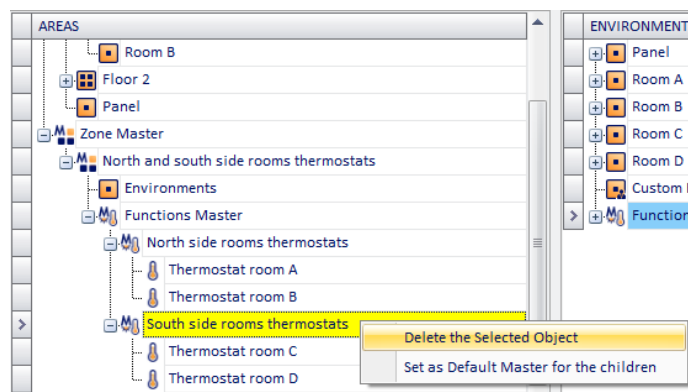 AREAS
Room B
Floor 2
Panel
Zone Master
North and south side rooms thermostats
Environments
Functions Master
North side rooms thermostats
Thermostat room A
Thermostat room B
South side rooms thermostats
Thermostat room C
Thermostat room D
Delete the Selected Object
Set as Default Master for the children
ENVIRONMENT
Panel
Room A
Room B
Room C
Room D
Custom
Function